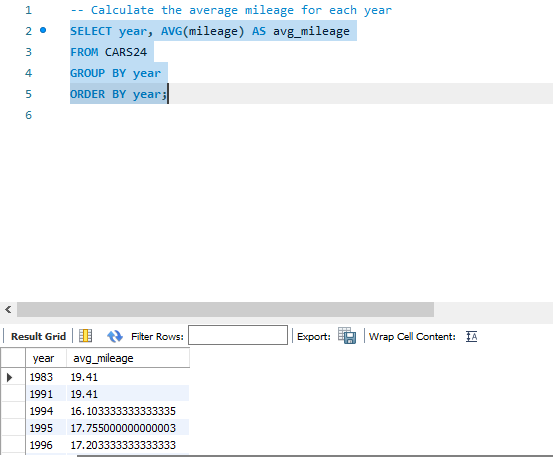 1 -- Calculate the average mileage for each year
2 SELECT year, AVG(mileage) AS avg_mileage
3 FROM CARS24
4 GROUP BY year
5 ORDER BY year;
6
Result Grid Filter Rows: Export: Wrap Cell Content: IA
year avg_mileage
1983 19.41
1991 19.41
1994 16.103333333333335
1995 17.755000000000003
1996 17.203333333333333